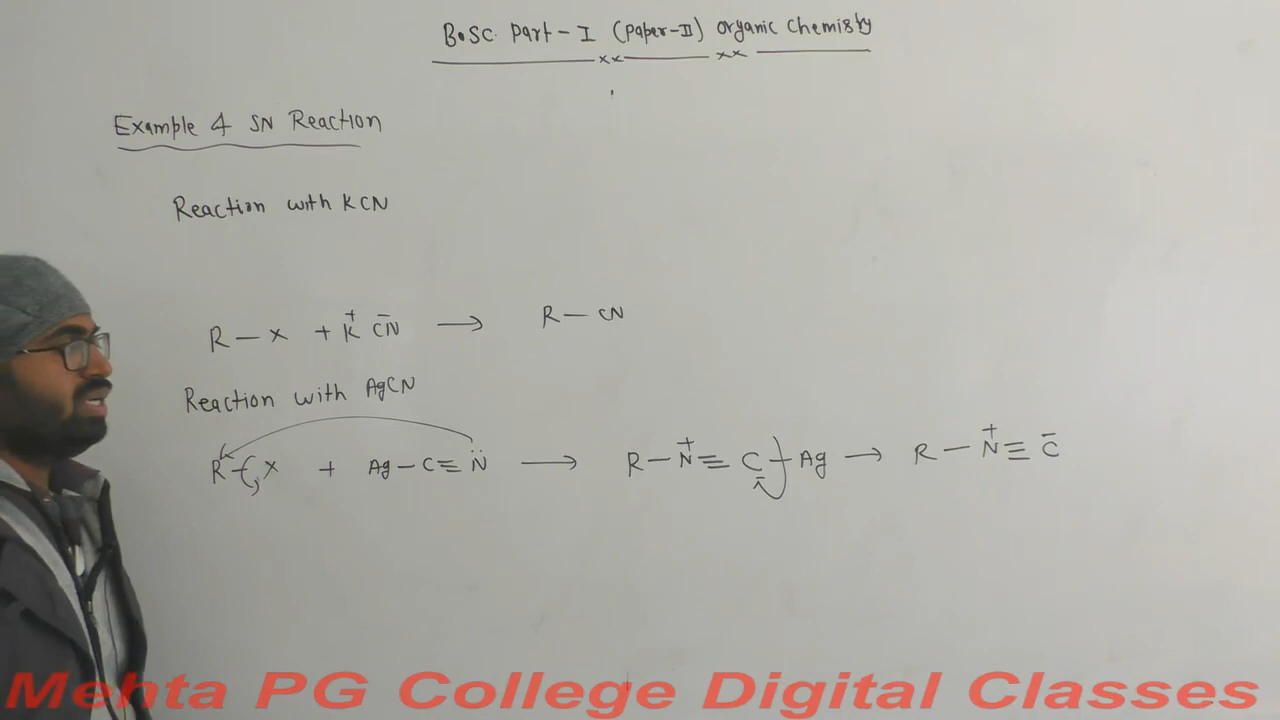 B.SC. Part-I (Paper-II) Organic Chemisty
Example 4 SN Reaction
Reaction with KCN
R-X + K⁺ C̄N → R-CN
Reaction with AgCN
R-X + Ag-C≡N̈ → R-N⁺≡C-Ag → R-N⁺≡C̄
Mehta PG College Digital Classes